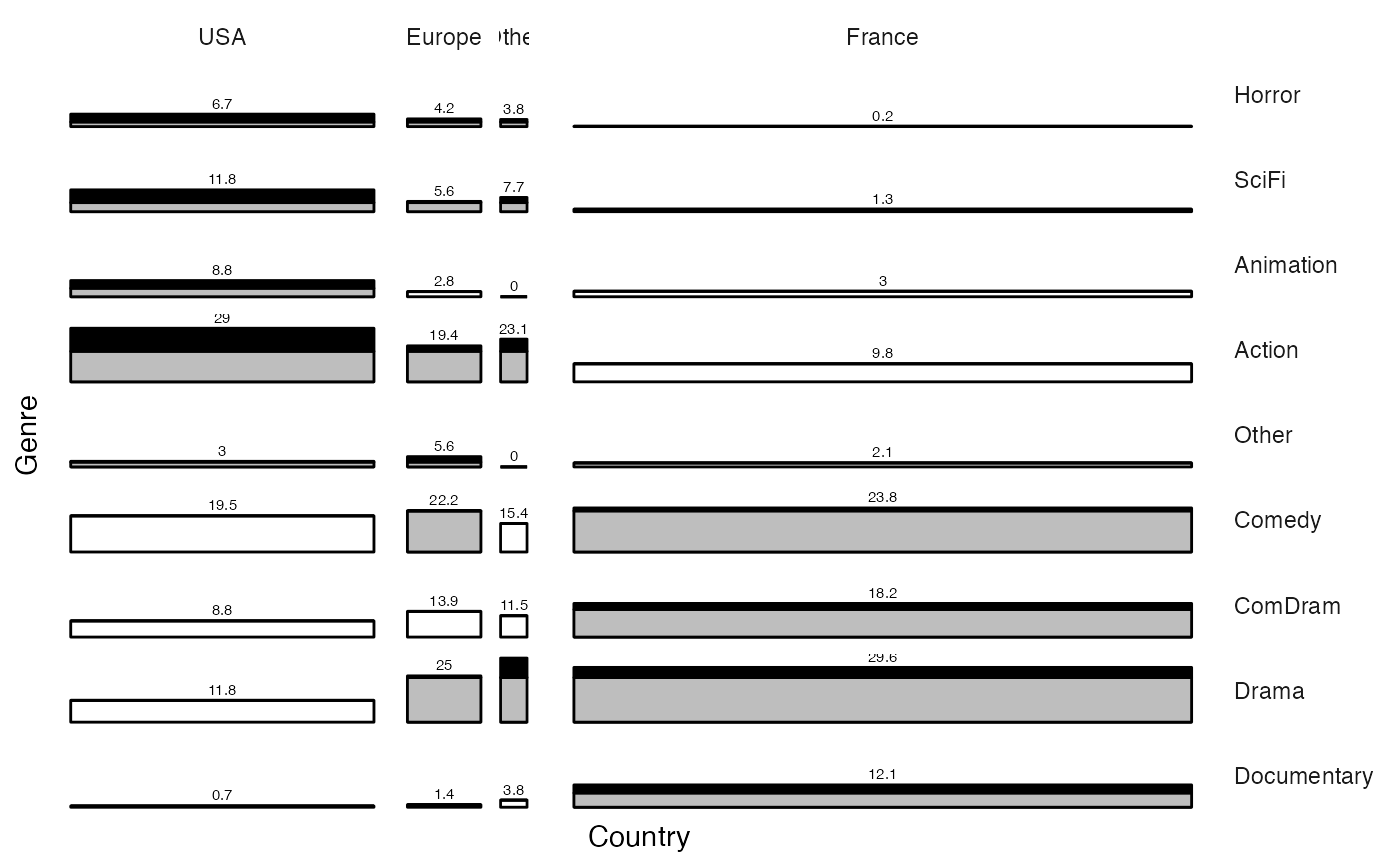 USA Europe Othe France
6.7 4.2 3.8 0.2 Horror
11.8 5.6 7.7 1.3 SciFi
8.8 2.8 0 3 Animation
29 19.4 23.1 9.8 Action
3 5.6 0 2.1 Other
Genre
19.5 22.2 15.4 23.8 Comedy
8.8 13.9 11.5 18.2 ComDram
11.8 25 29.6 Drama
0.7 1.4 3.8 12.1 Documentary
Country